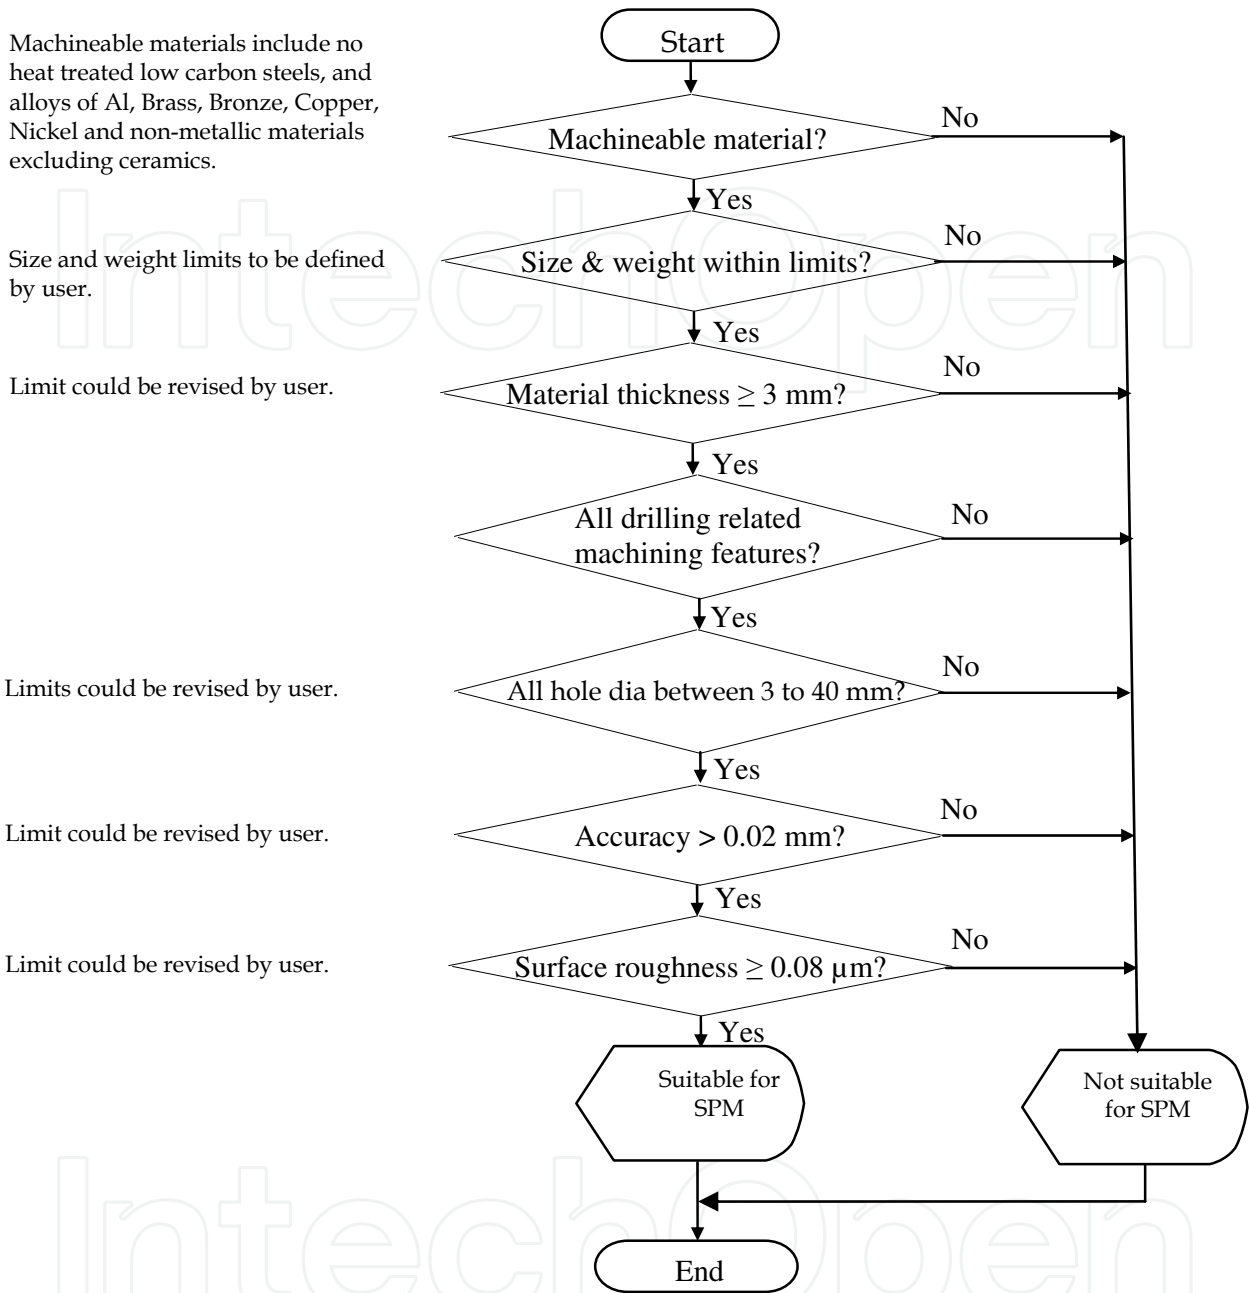 Start
Machineable materials include no
heat treated low carbon steels, and
alloys of Al, Brass, Bronze, Copper,
Nickel and non-metallic materials
excluding ceramics.
Machineable material?
No
Yes
Size and weight limits to be defined
by user.
Size & weight within limits?
No
Yes
Limit could be revised by user.
Material thickness ≥ 3 mm?
No
Yes
All drilling related
machining features?
No
Yes
Limits could be revised by user.
All hole dia between 3 to 40 mm?
No
Yes
Limit could be revised by user.
Accuracy > 0.02 mm?
No
Yes
Limit could be revised by user.
Surface roughness ≥ 0.08 µm?
No
Yes
Suitable for
SPM
Not suitable
for SPM
End
IntechOpen
IntechOpen